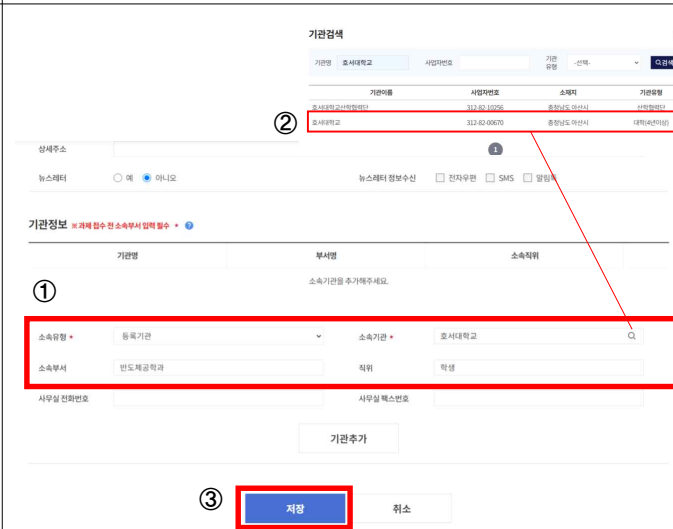 기관검색
기관명 호서대학교 사업자번호 기관유형 -선택- 검색
기관이름 사업자번호 소재지 기관유형
호서대학교산학협력단 312-82-10256 충청남도 아산시 산학협력단
② 호서대학교 312-82-00670 충청남도 아산시 대학(4년이상)
상세주소 1
뉴스레터 예 아니오 뉴스레터 정보수신 전자우편 SMS 알림톡
기관정보 ※과제 접수 전 소속부서 입력 필수 * ?
기관명 부서명 소속직위
소속기관을 추가해주세요.
①
소속유형 * 등록기관 소속기관 * 호서대학교
소속부서 반도체공학과 직위 학생
사무실 전화번호 사무실 팩스번호
기관추가
③ 저장 취소